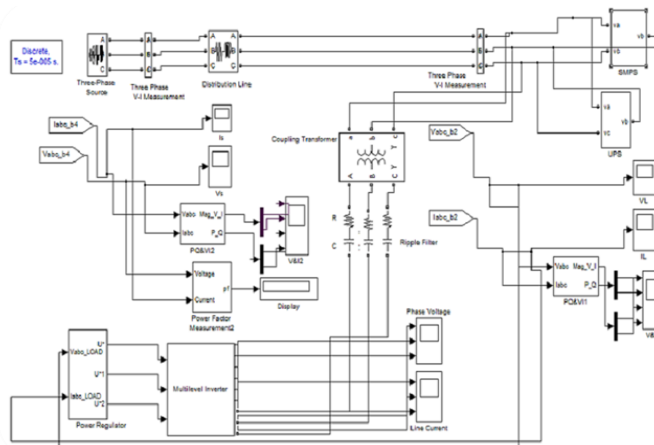 Discrete,
Ts = 5e-005 s.
A
B
C
Three-Phase
Source
A
B
C
Three Phase
V-I Measurement
A
B
C
A
B
C
Distribution Line
A
B
C
Three Phase
V-I Measurement
va
vb
vb
SMPS
va
vb
vc
UPS
Iabc_b4
Vabc_b4
Is
Vs
Coupling Transformer
a
b
c
Y
Y
A
B
C
Vabc_b2
Iabc_b2
VL
IL
Vabc
Mag_V_I
Iabc
P_Q
PQ&VI2
V&I2
R
C
Ripple Filter
Vabc
Mag_V_I
Iabc
P_Q
PQ&VI1
Voltage
pf
Current
Power Factor
Measurement2
Display
Phase Voltage
Vabc_LOAD
Iabc_LOAD
U*
U*1
U*2
Power Regulator
Multilevel Inverter
Line Current